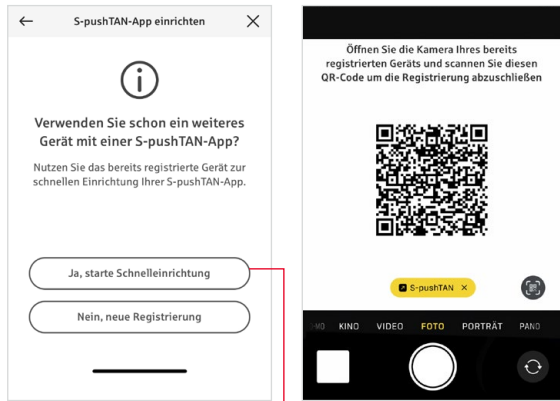 S-pushTAN-App einrichten
Verwenden Sie schon ein weiteres
Gerät mit einer S-pushTAN-App?
Nutzen Sie das bereits registrierte Gerät zur
schnellen Einrichtung Ihrer S-pushTAN-App.
Ja, starte Schnelleinrichtung
Nein, neue Registrierung
Öffnen Sie die Kamera Ihres bereits
registrierten Geräts und scannen Sie diesen
QR-Code um die Registrierung abzuschließen
S-pushTAN
KINO VIDEO FOTO PORTRÄT PANO